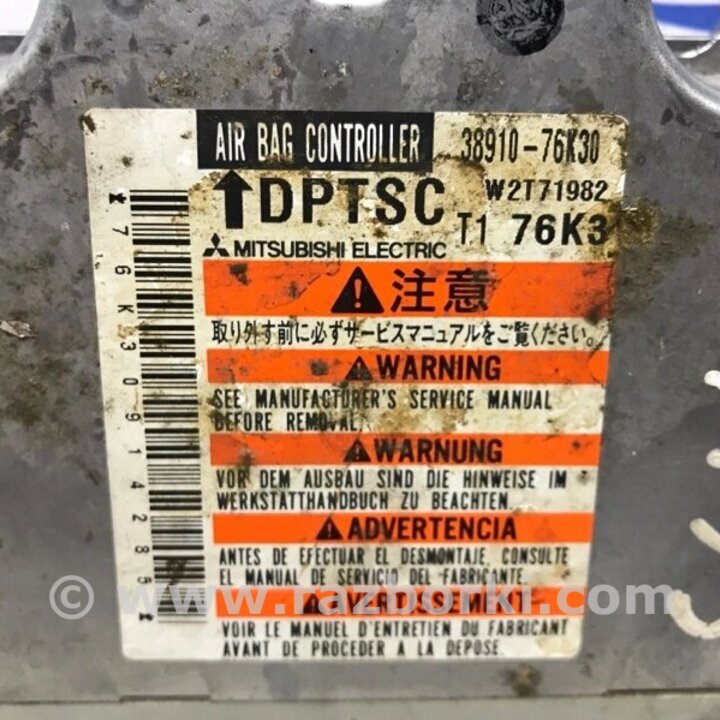 AIR BAG CONTROLLER 38910-76K30
DPTSC W2T71982
T1 76K3
MITSUBISHI ELECTRIC
注意
取り外す前に必ずサービスマニュアルをご覧ください。
WARNING
SEE MANUFACTURER'S SERVICE MANUAL
BEFORE REMOVAL.
WARNUNG
VOR DEM AUSBAU SIND DIE HINWEISE IM
WERKSTATTHANDBUCH ZU BEACHTEN.
ADVERTENCIA
ANTES DE EFECTUAR EL DESMONTAJE, CONSULTE
EL MANUAL DE SERVICIO DEL FABRICANTE.
AVERTISSEMENT
VOIR LE MANUEL D'ENTRETIEN DU FABRICANT
AVANT DE PROCEDER A LA DEPOSE.
*76K30914285*
© www.razborki.com